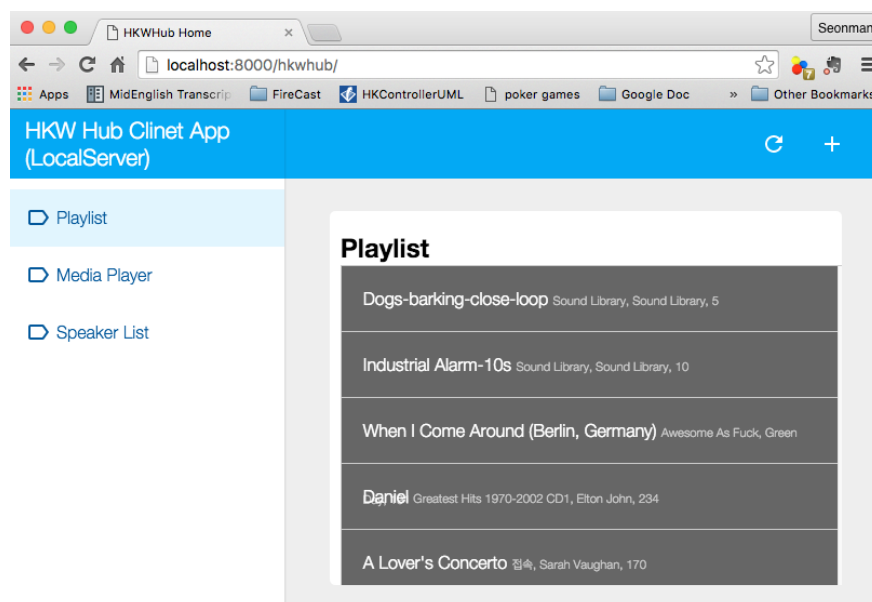 HKWHub Home
Seonman
localhost:8000/hkwhub/
Apps MidEnglish Transcrip FireCast HKControllerUML poker games Google Doc » Other Bookmarks
HKW Hub Clinet App
(LocalServer)
Playlist
Media Player
Speaker List
Playlist
Dogs-barking-close-loop Sound Library, Sound Library, 5
Industrial Alarm-10s Sound Library, Sound Library, 10
When I Come Around (Berlin, Germany) Awesome As Fuck, Green
Daniel Greatest Hits 1970-2002 CD1, Elton John, 234
A Lover's Concerto 접속, Sarah Vaughan, 170